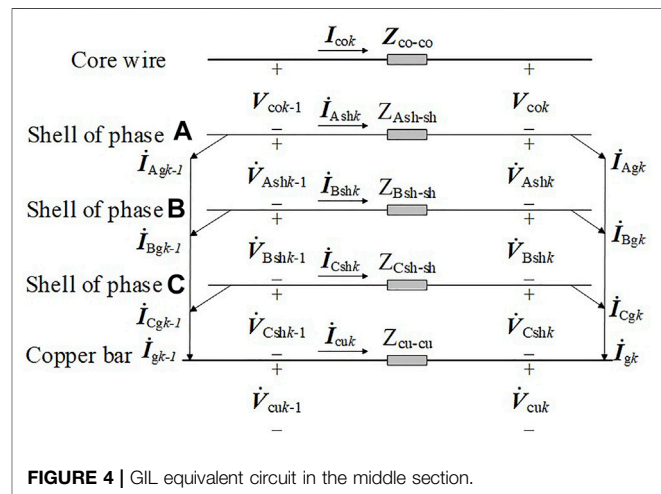 I_cok Z_co-co
Core wire
+ +
V_cok-1 İ_Ashk Z_Ash-sh V_cok
Shell of phase A − −
+ +
İ_Agk-1 V̇_Ashk-1 İ_Bshk Z_Bsh-sh V̇_Ashk İ_Agk
Shell of phase B − −
+ +
İ_Bgk-1 V̇_Bshk-1 İ_Cshk Z_Csh-sh V̇_Bshk İ_Bgk
Shell of phase C − −
+ +
İ_Cgk-1 V̇_Cshk-1 İ_cuk Z_cu-cu V̇_Cshk İ_Cgk
Copper bar İ_gk-1 − − İ_gk
+ +
V̇_cuk-1 V̇_cuk
− −
FIGURE 4 | GIL equivalent circuit in the middle section.